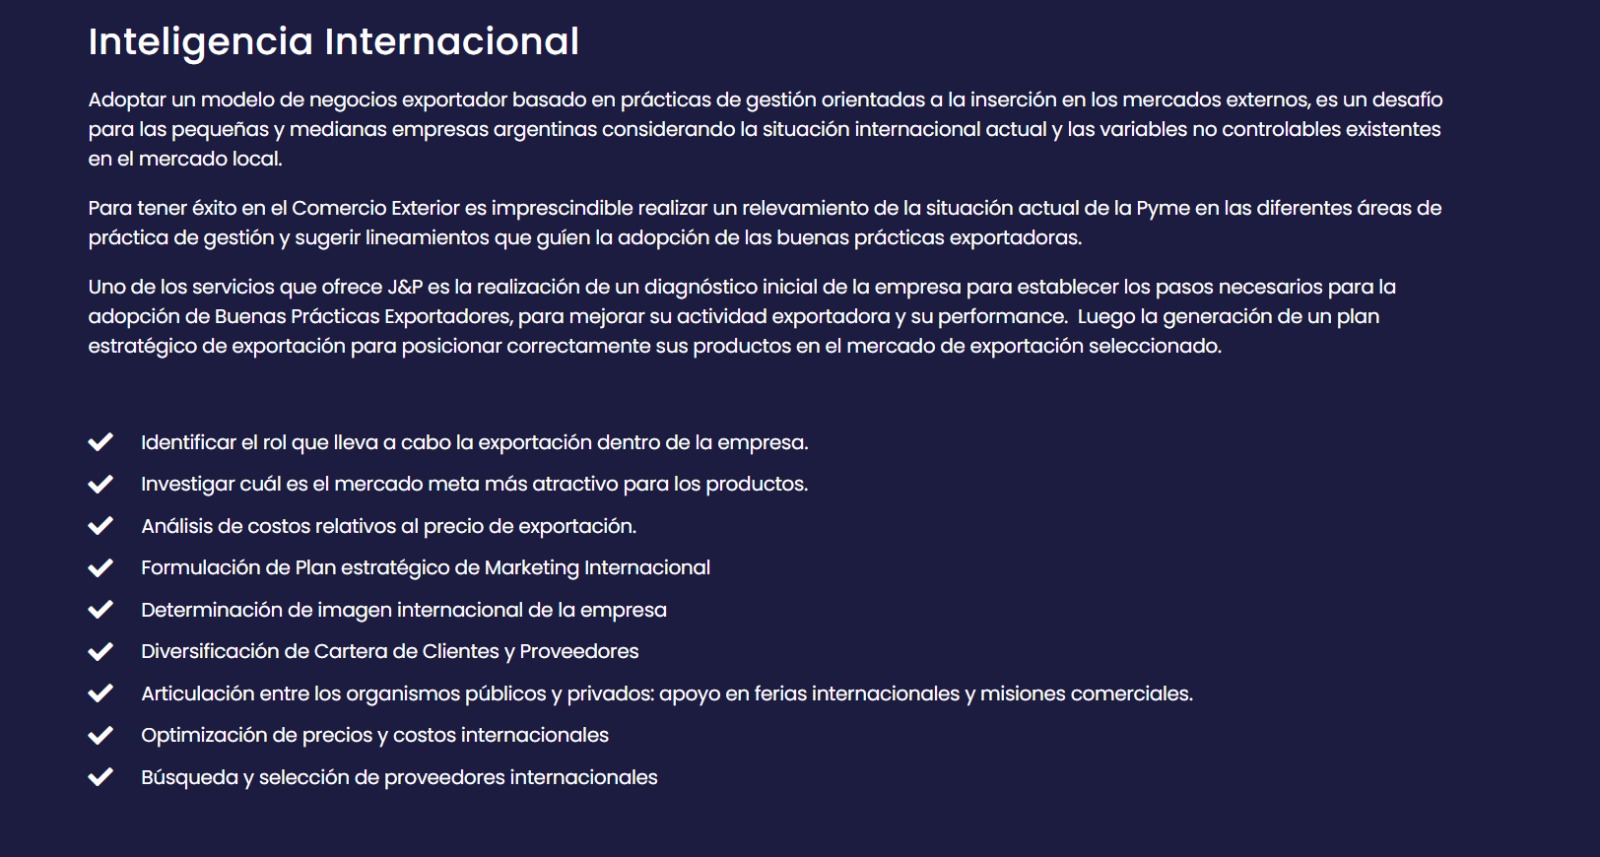 Inteligencia Internacional
Adoptar un modelo de negocios exportador basado en prácticas de gestión orientadas a la inserción en los mercados externos, es un desafío
para las pequeñas y medianas empresas argentinas considerando la situación internacional actual y las variables no controlables existentes
en el mercado local.
Para tener éxito en el Comercio Exterior es imprescindible realizar un relevamiento de la situación actual de la Pyme en las diferentes áreas de
práctica de gestión y sugerir lineamientos que guíen la adopción de las buenas prácticas exportadoras.
Uno de los servicios que ofrece J&P es la realización de un diagnóstico inicial de la empresa para establecer los pasos necesarios para la
adopción de Buenas Prácticas Exportadores, para mejorar su actividad exportadora y su performance.  Luego la generación de un plan
estratégico de exportación para posicionar correctamente sus productos en el mercado de exportación seleccionado.
Identificar el rol que lleva a cabo la exportación dentro de la empresa.
Investigar cuál es el mercado meta más atractivo para los productos.
Análisis de costos relativos al precio de exportación.
Formulación de Plan estratégico de Marketing Internacional
Determinación de imagen internacional de la empresa
Diversificación de Cartera de Clientes y Proveedores
Articulación entre los organismos públicos y privados: apoyo en ferias internacionales y misiones comerciales.
Optimización de precios y costos internacionales
Búsqueda y selección de proveedores internacionales